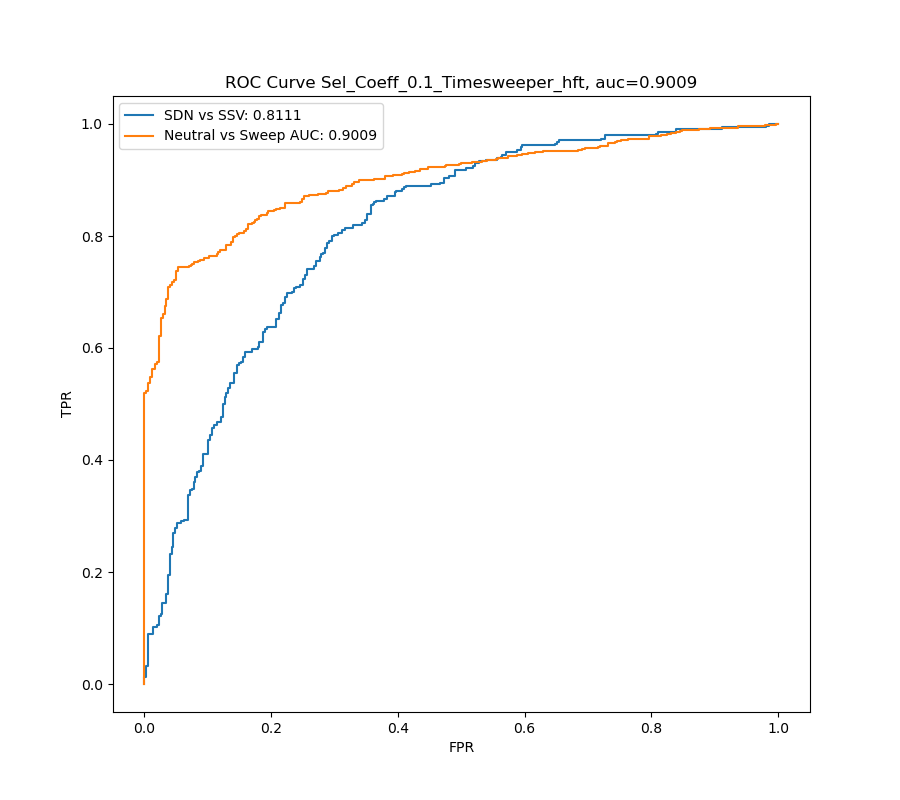 ROC Curve Sel_Coeff_0.1_Timesweeper_hft, auc=0.9009
SDN vs SSV: 0.8111
Neutral vs Sweep AUC: 0.9009
1.0
0.8
0.6
0.4
0.2
0.0
TPR
0.0 0.2 0.4 0.6 0.8 1.0
FPR